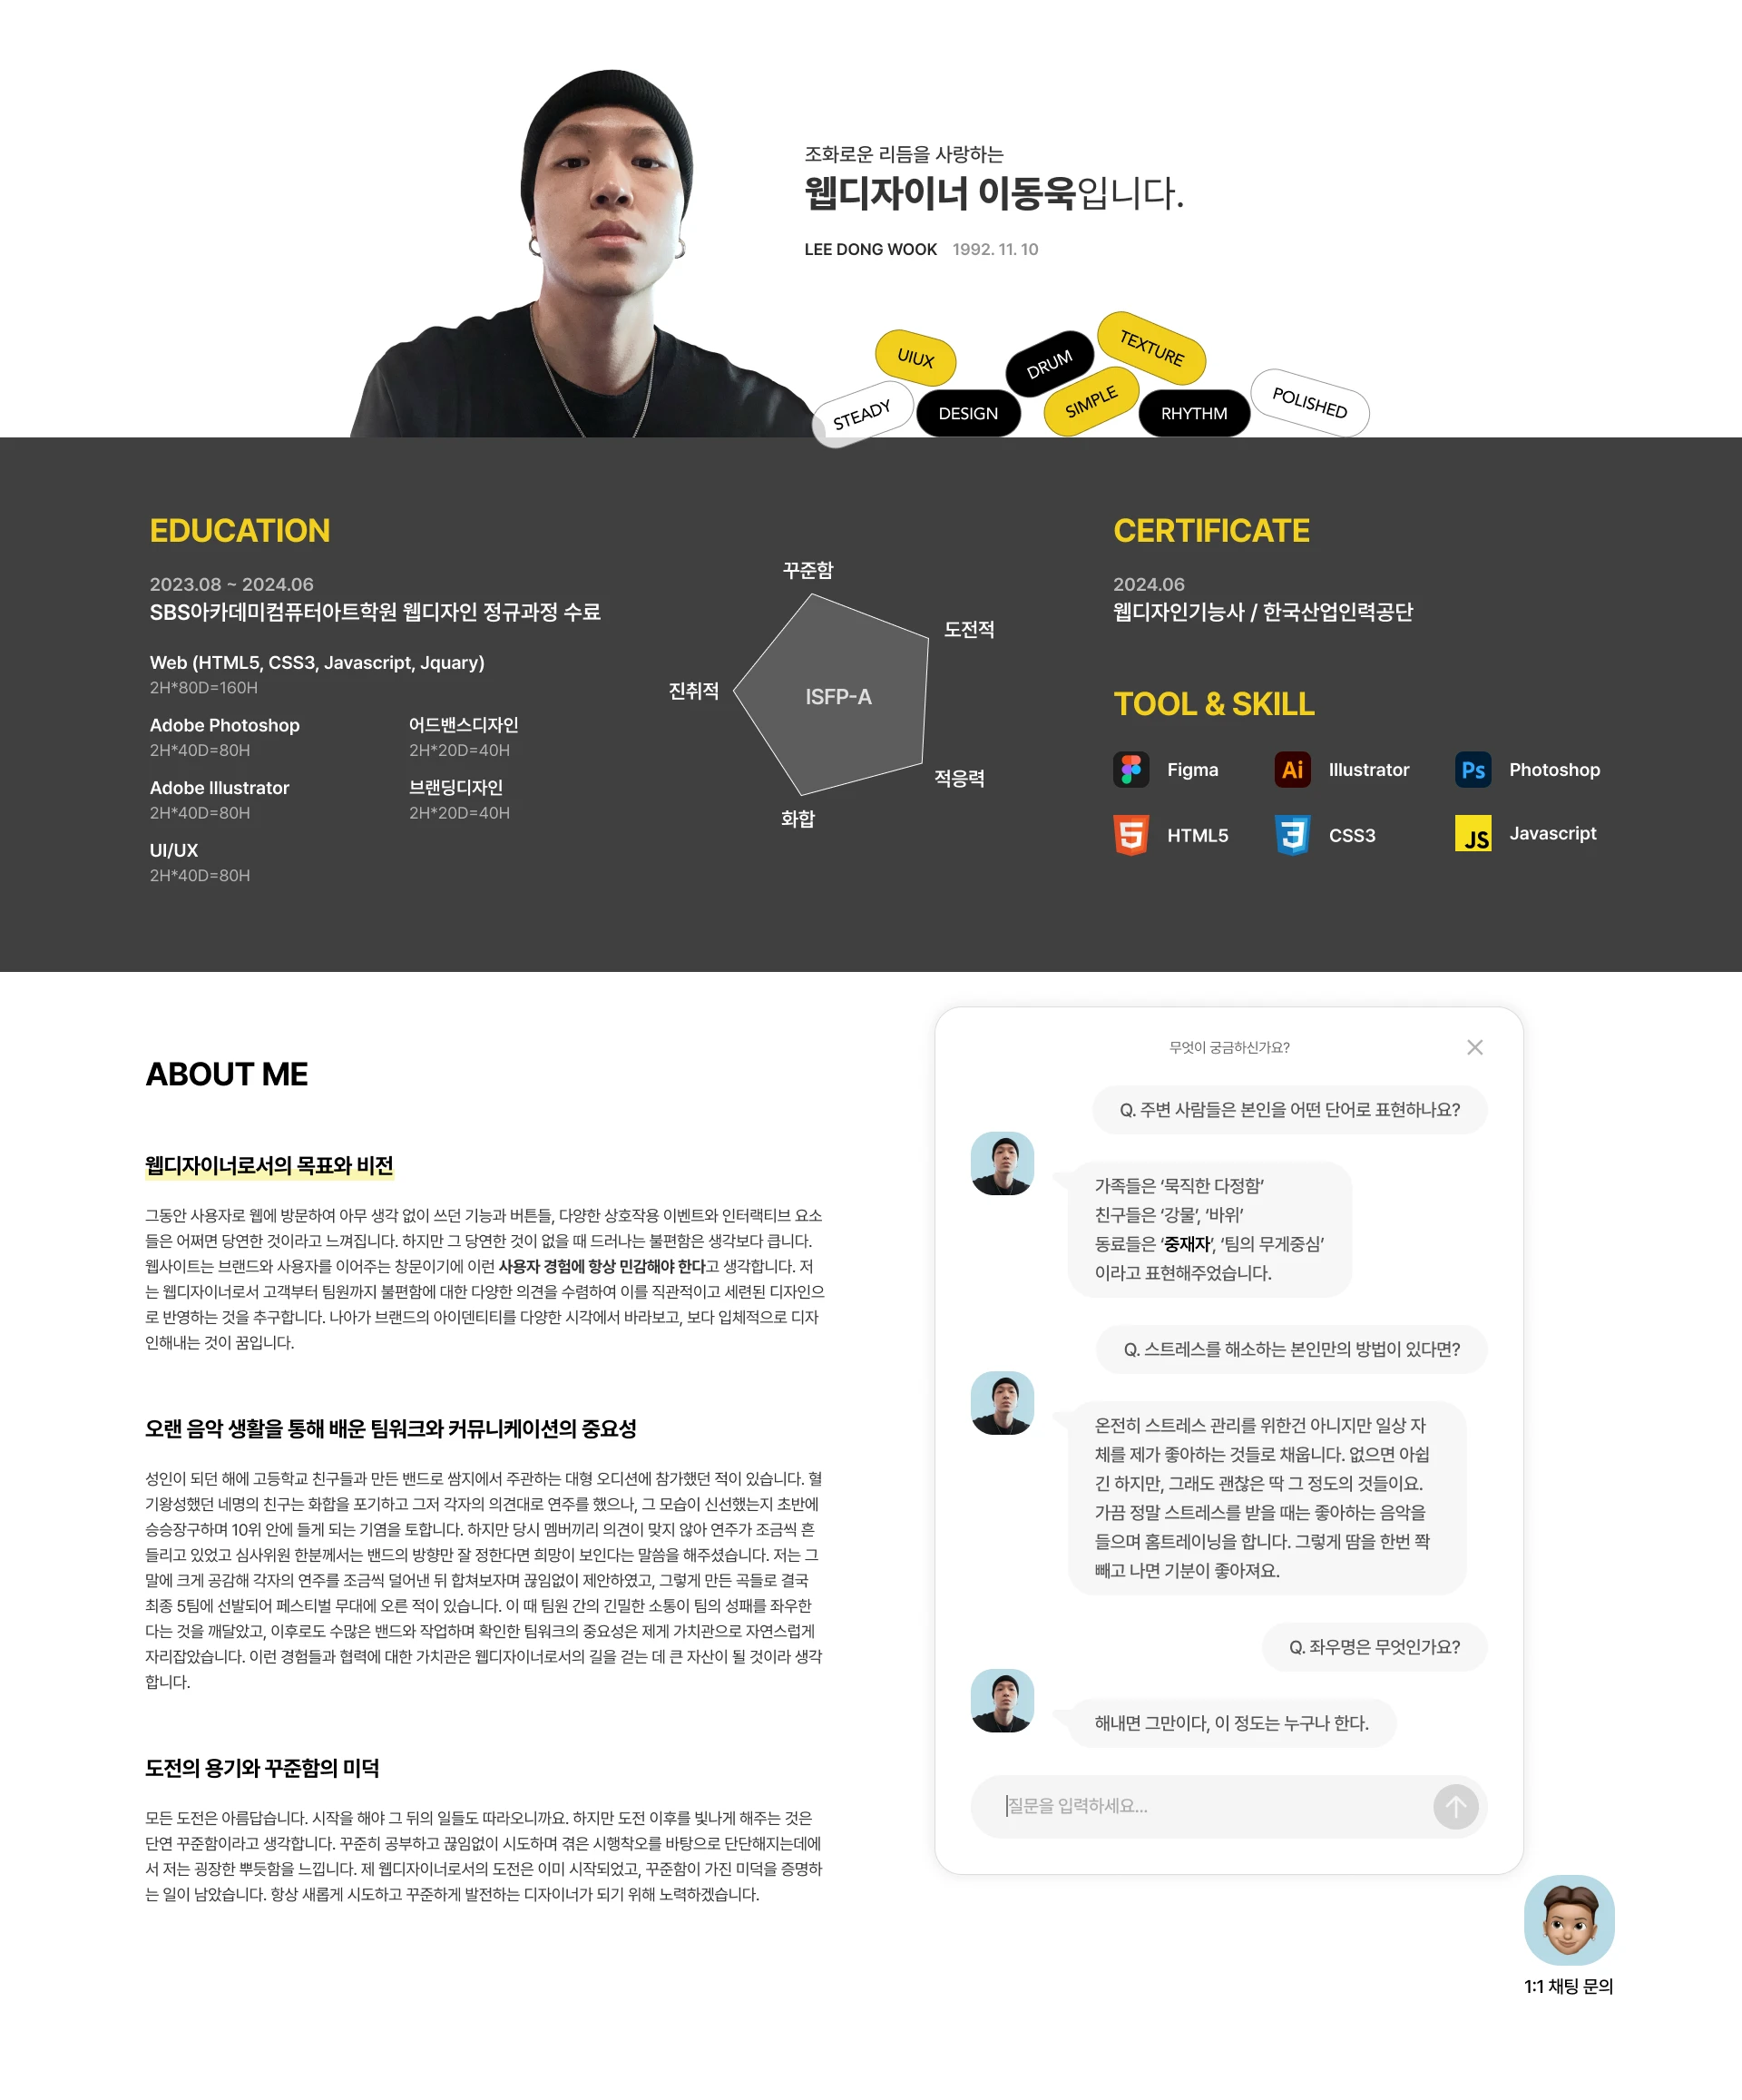 조화로운 리듬을 사랑하는
웹디자이너 이동욱입니다.
LEE DONG WOOK 1992. 11. 10
UIUX
STEADY
DESIGN
DRUM
SIMPLE
TEXTURE
RHYTHM
POLISHED
EDUCATION
2023.08 ~ 2024.06
SBS아카데미컴퓨터아트학원 웹디자인 정규과정 수료
Web (HTML5, CSS3, Javascript, Jquary)
2H*80D=160H
Adobe Photoshop
2H*40D=80H
어드밴스디자인
2H*20D=40H
Adobe Illustrator
2H*40D=80H
브랜딩디자인
2H*20D=40H
UI/UX
2H*40D=80H
꾸준함
도전적
진취적
ISFP-A
적응력
화합
CERTIFICATE
2024.06
웹디자인기능사 / 한국산업인력공단
TOOL & SKILL
Figma
Ai
Illustrator
Ps
Photoshop
5
HTML5
3
CSS3
JS
Javascript
ABOUT ME
웹디자이너로서의 목표와 비전
그동안 사용자로 웹에 방문하여 아무 생각 없이 쓰던 기능과 버튼들, 다양한 상호작용 이벤트와 인터랙티브 요소
들은 어쩌면 당연한 것이라고 느껴집니다. 하지만 그 당연한 것이 없을 때 드러나는 불편함은 생각보다 큽니다.
웹사이트는 브랜드와 사용자를 이어주는 창문이기에 이런 사용자 경험에 항상 민감해야 한다고 생각합니다. 저
는 웹디자이너로서 고객부터 팀원까지 불편함에 대한 다양한 의견을 수렴하여 이를 직관적이고 세련된 디자인으
로 반영하는 것을 추구합니다. 나아가 브랜드의 아이덴티티를 다양한 시각에서 바라보고, 보다 입체적으로 디자
인해내는 것이 꿈입니다.
오랜 음악 생활을 통해 배운 팀워크와 커뮤니케이션의 중요성
성인이 되던 해에 고등학교 친구들과 만든 밴드로 쌈지에서 주관하는 대형 오디션에 참가했던 적이 있습니다. 혈
기왕성했던 네명의 친구는 화합을 포기하고 그저 각자의 의견대로 연주를 했으나, 그 모습이 신선했는지 초반에
승승장구하며 10위 안에 들게 되는 기염을 토합니다. 하지만 당시 멤버끼리 의견이 맞지 않아 연주가 조금씩 흔
들리고 있었고 심사위원 한분께서는 밴드의 방향만 잘 정한다면 희망이 보인다는 말씀을 해주셨습니다. 저는 그
말에 크게 공감해 각자의 연주를 조금씩 덜어낸 뒤 합쳐보자며 끊임없이 제안하였고, 그렇게 만든 곡들로 결국
최종 5팀에 선발되어 페스티벌 무대에 오른 적이 있습니다. 이 때 팀원 간의 긴밀한 소통이 팀의 성패를 좌우한
다는 것을 깨달았고, 이후로도 수많은 밴드와 작업하며 확인한 팀워크의 중요성은 제게 가치관으로 자연스럽게
자리잡았습니다. 이런 경험들과 협력에 대한 가치관은 웹디자이너로서의 길을 걷는 데 큰 자산이 될 것이라 생각
합니다.
도전의 용기와 꾸준함의 미덕
모든 도전은 아름답습니다. 시작을 해야 그 뒤의 일들도 따라오니까요. 하지만 도전 이후를 빛나게 해주는 것은
단연 꾸준함이라고 생각합니다. 꾸준히 공부하고 끊임없이 시도하며 겪은 시행착오를 바탕으로 단단해지는데에
서 저는 굉장한 뿌듯함을 느낍니다. 제 웹디자이너로서의 도전은 이미 시작되었고, 꾸준함이 가진 미덕을 증명하
는 일이 남았습니다. 항상 새롭게 시도하고 꾸준하게 발전하는 디자이너가 되기 위해 노력하겠습니다.
무엇이 궁금하신가요?
Q. 주변 사람들은 본인을 어떤 단어로 표현하나요?
가족들은 ‘묵직한 다정함’
친구들은 ‘강물’, ‘바위’
동료들은 ‘중재자’, ‘팀의 무게중심’
이라고 표현해주었습니다.
Q. 스트레스를 해소하는 본인만의 방법이 있다면?
온전히 스트레스 관리를 위한건 아니지만 일상 자
체를 제가 좋아하는 것들로 채웁니다. 없으면 아쉽
긴 하지만, 그래도 괜찮은 딱 그 정도의 것들이요.
가끔 정말 스트레스를 받을 때는 좋아하는 음악을
들으며 홈트레이닝을 합니다. 그렇게 땀을 한번 쫙
빼고 나면 기분이 좋아져요.
Q. 좌우명은 무엇인가요?
해내면 그만이다, 이 정도는 누구나 한다.
질문을 입력하세요...
1:1 채팅 문의